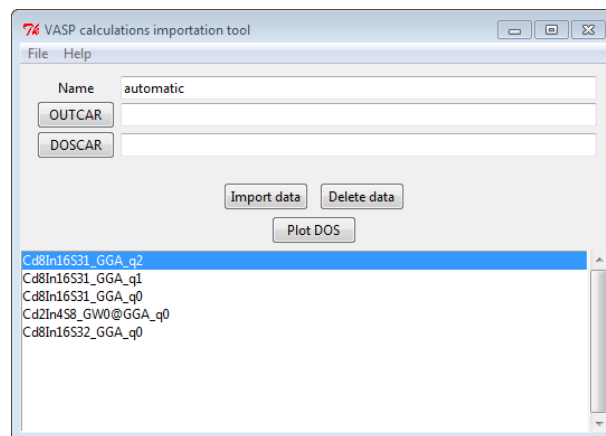 VASP calculations importation tool
File Help
Name automatic
OUTCAR
DOSCAR
Import data Delete data
Plot DOS
Cd8In16S31_GGA_q2
Cd8In16S31_GGA_q1
Cd8In16S31_GGA_q0
Cd2In4S8_GW0@GGA_q0
Cd8In16S32_GGA_q0